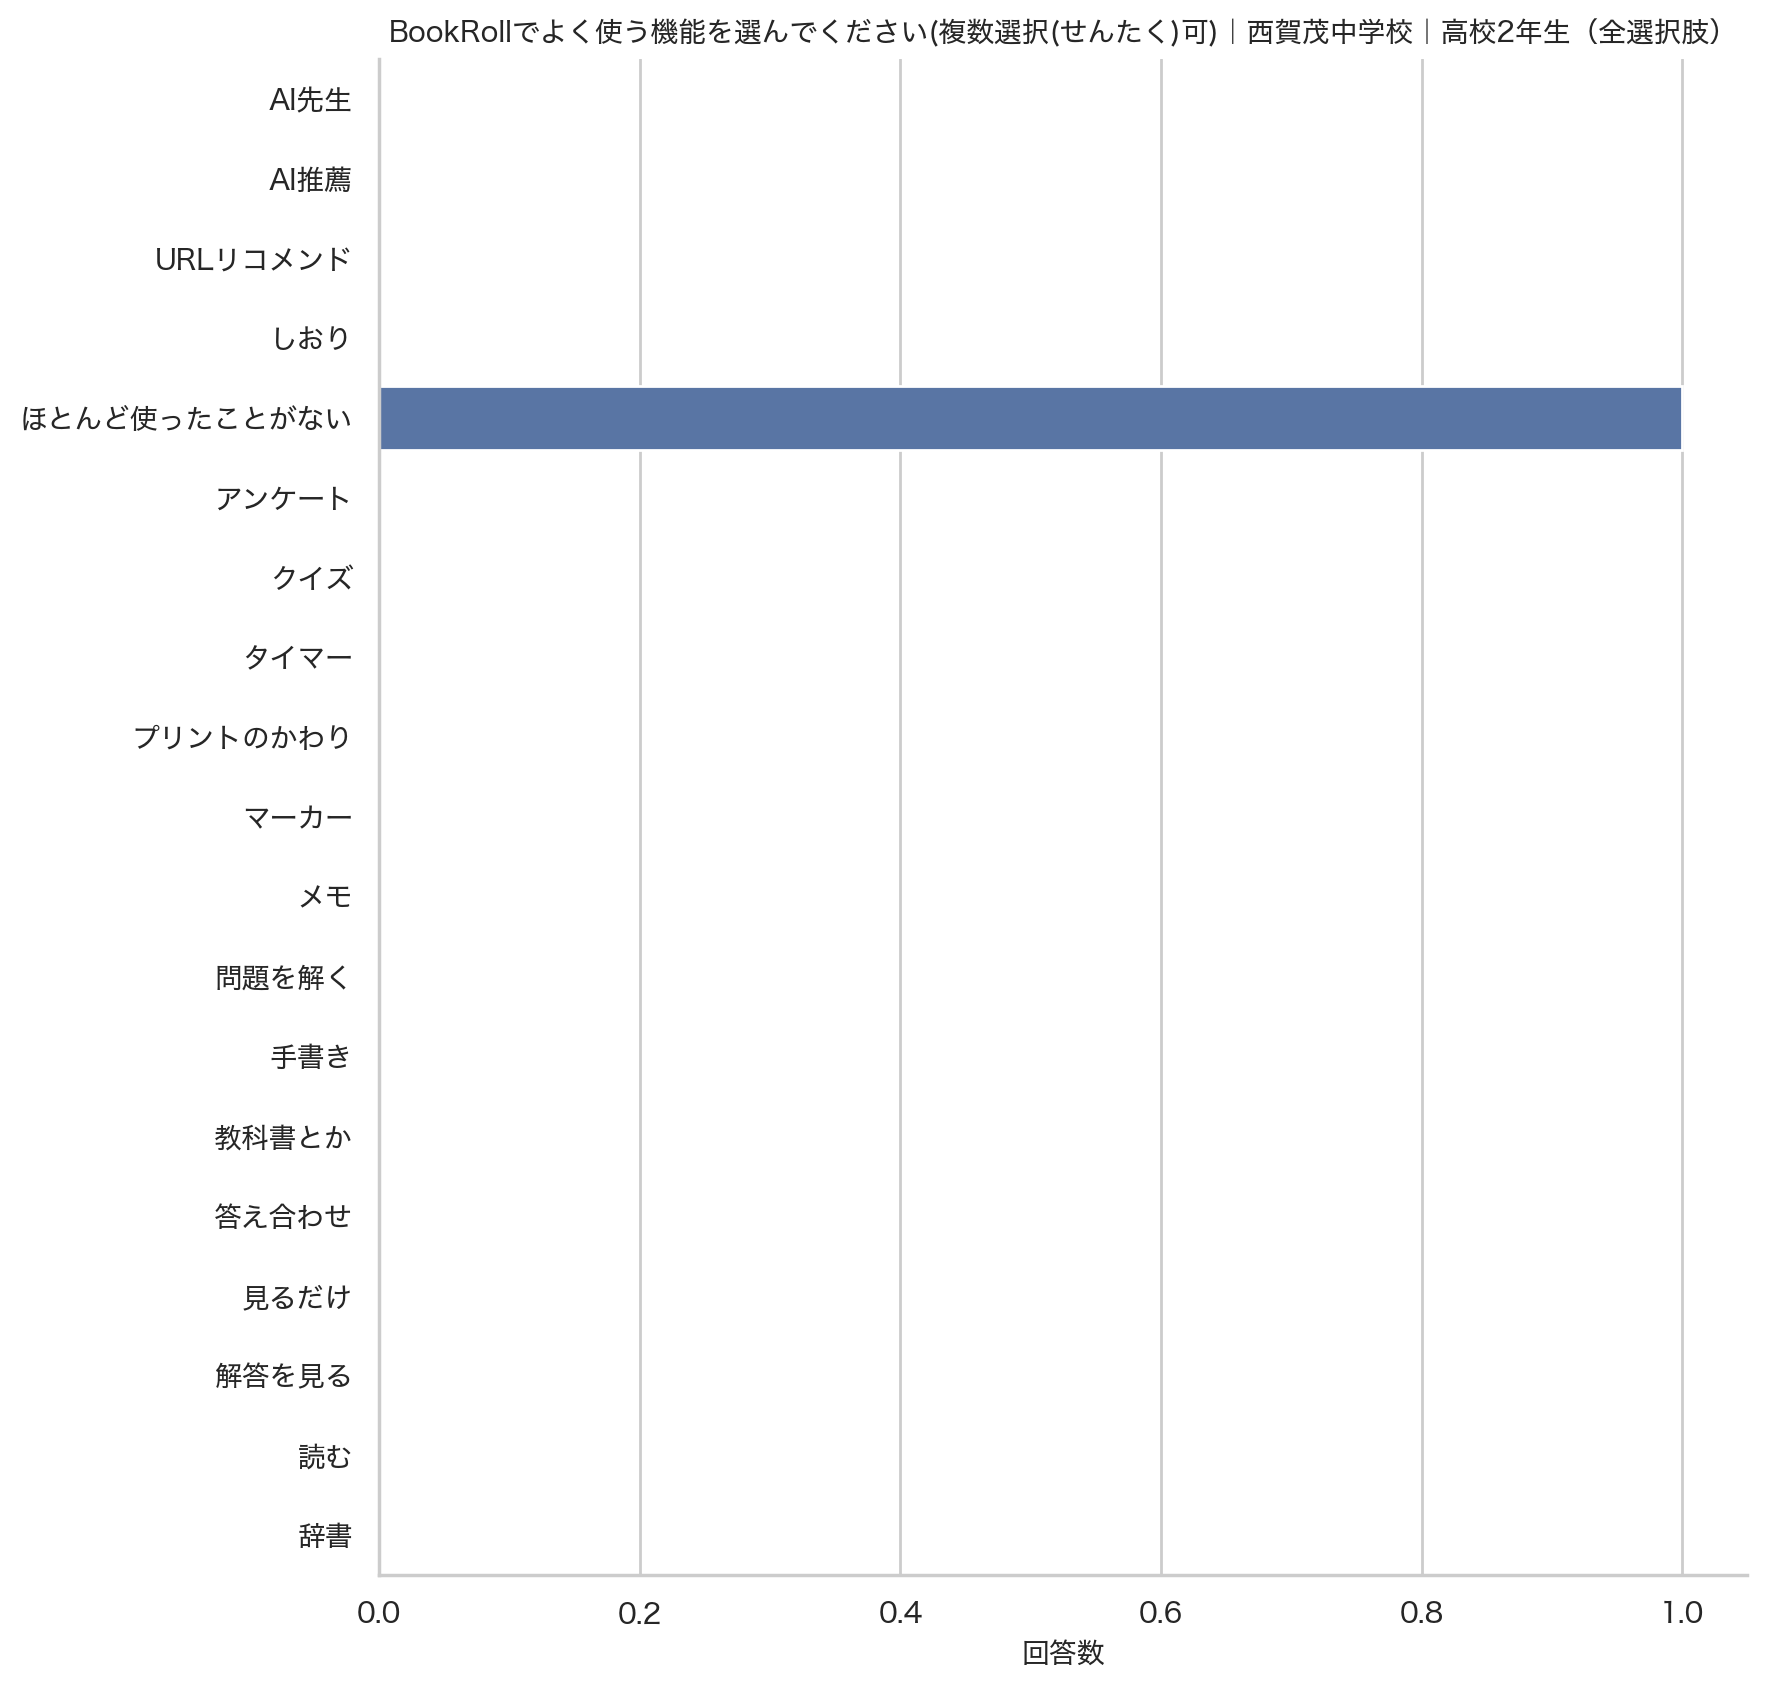 BookRollでよく使う機能を選んでください(複数選択(せんたく)可)｜西賀茂中学校｜高校2年生（全選択肢）
AI先生
AI推薦
URLリコメンド
しおり
ほとんど使ったことがない
アンケート
クイズ
タイマー
プリントのかわり
マーカー
メモ
問題を解く
手書き
教科書とか
答え合わせ
見るだけ
解答を見る
読む
辞書
0.0 0.2 0.4 0.6 0.8 1.0
回答数